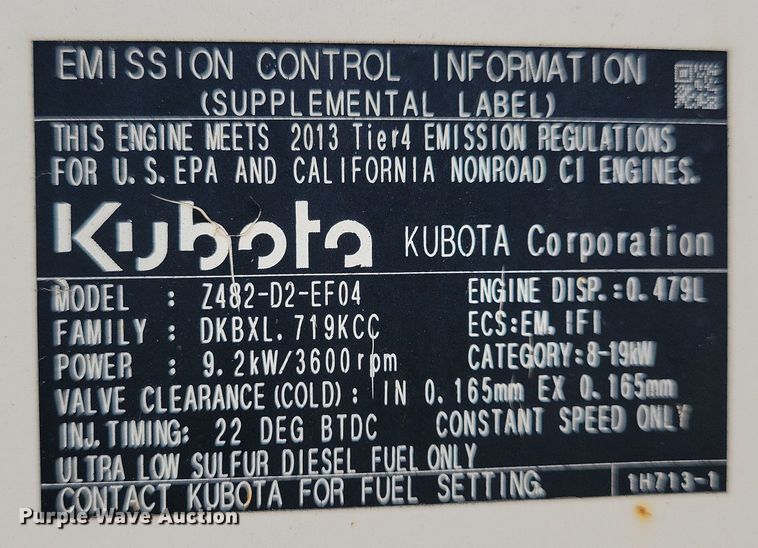 EMISSION CONTROL INFORMATION
(SUPPLEMENTAL LABEL)
THIS ENGINE MEETS 2013 Tier4 EMISSION REGULATIONS
FOR U.S.EPA AND CALIFORNIA NONROAD CI ENGINES.
Kubota KUBOTA Corporation
MODEL : Z482-D2-EF04 ENGINE DISP.:0.479L
FAMILY : DKBXL.719KCC ECS:EM,IFI
POWER : 9.2kW/3600rpm CATEGORY:8-19kW
VALVE CLEARANCE(COLD): IN 0.165mm EX 0.165mm
INJ.TIMING: 22 DEG BTDC CONSTANT SPEED ONLY
ULTRA LOW SULFUR DIESEL FUEL ONLY
CONTACT KUBOTA FOR FUEL SETTING. 1HZ13-1
Purple Wave Auction